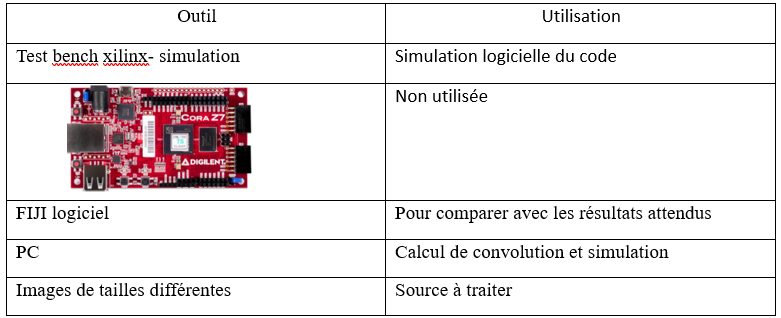 Outil
Utilisation
Test bench xilinx- simulation
Simulation logicielle du code
CORA Z7
DIGILENT
Non utilisée
FIJI logiciel
Pour comparer avec les résultats attendus
PC
Calcul de convolution et simulation
Images de tailles différentes
Source à traiter